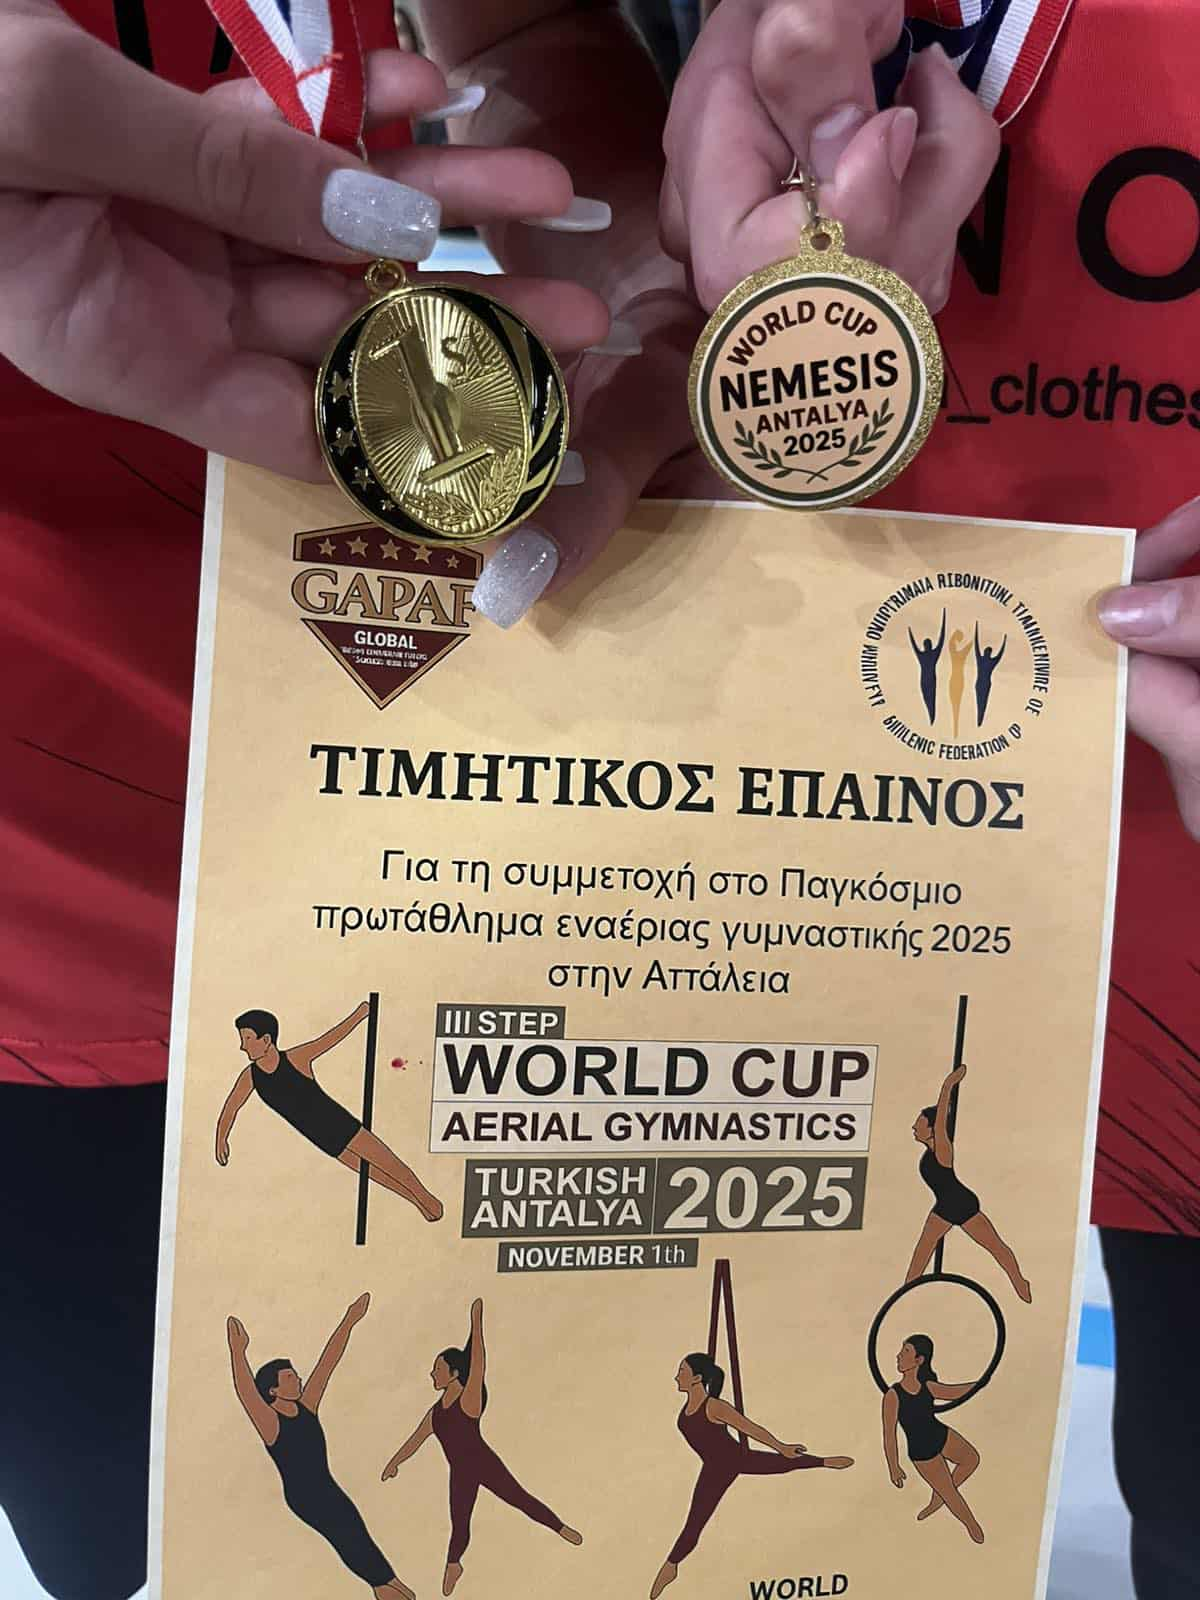 1st
WORLD CUP
NEMESIS
ANTALYA
2025
NO
_clothes
GAPAF
GLOBAL
ΤΙΜΗΤΙΚΟΣ ΕΠΑΙΝΟΣ
Για τη συμμετοχή στο Παγκόσμιο
πρωτάθλημα εναέριας γυμναστικής 2025
στην Αττάλεια
III STEP
WORLD CUP
AERIAL GYMNASTICS
TURKISH
ANTALYA
2025
NOVEMBER 1th
WORLD